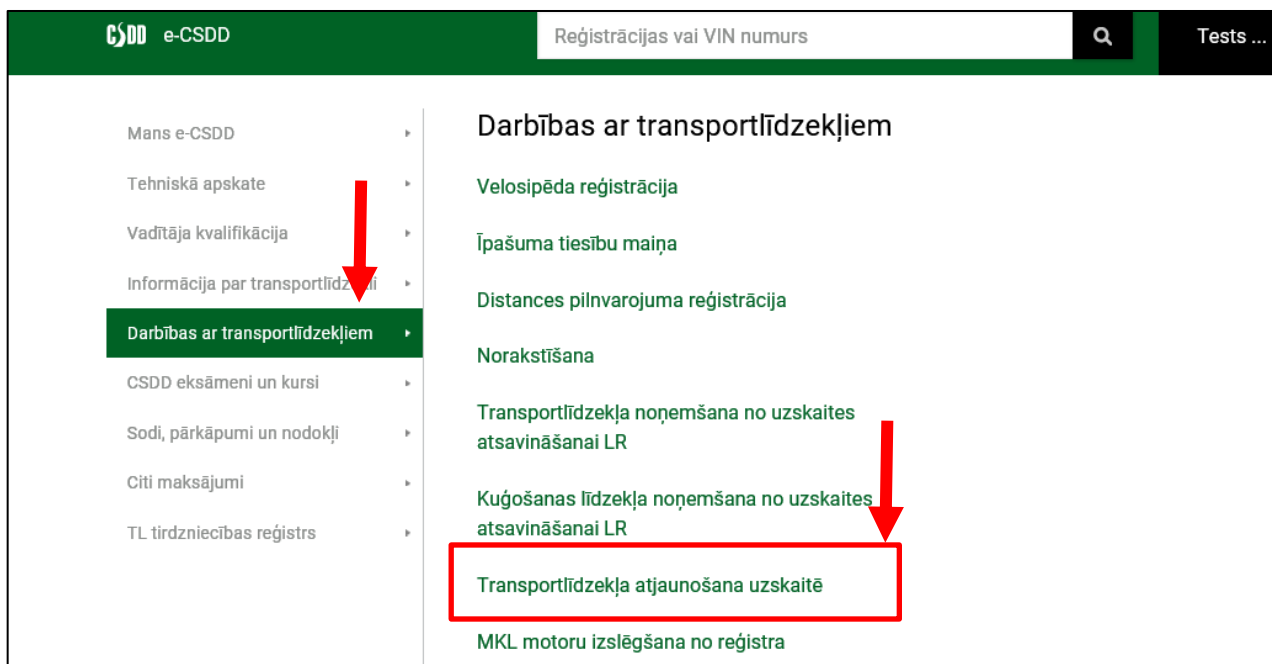 CSDD e-CSDD
Reģistrācijas vai VIN numurs
Tests ...
Mans e-CSDD
Tehniskā apskate
Vadītāja kvalifikācija
Informācija par
Darbības ar transportlīdzekļiem
CSDD eksāmeni un kursi
Sodi, pārkāpumi un nodokļi
Citi maksājumi
TL tirdzniecības reģistrs
Darbības ar transportlīdzekļiem
Velosipēda reģistrācija
Īpašuma tiesību maiņa
Distances pilnvarojuma reģistrācija
Norakstīšana
Transportlīdzekļa noņemšana no uzskaites
atsavināšanai LR
Kuģošanas līdzekļa noņemšana no uzskaites
atsavināšanai LR
Transportlīdzekļa atjaunošana uzskaitē
MKL motoru izslēgšana no reģistra